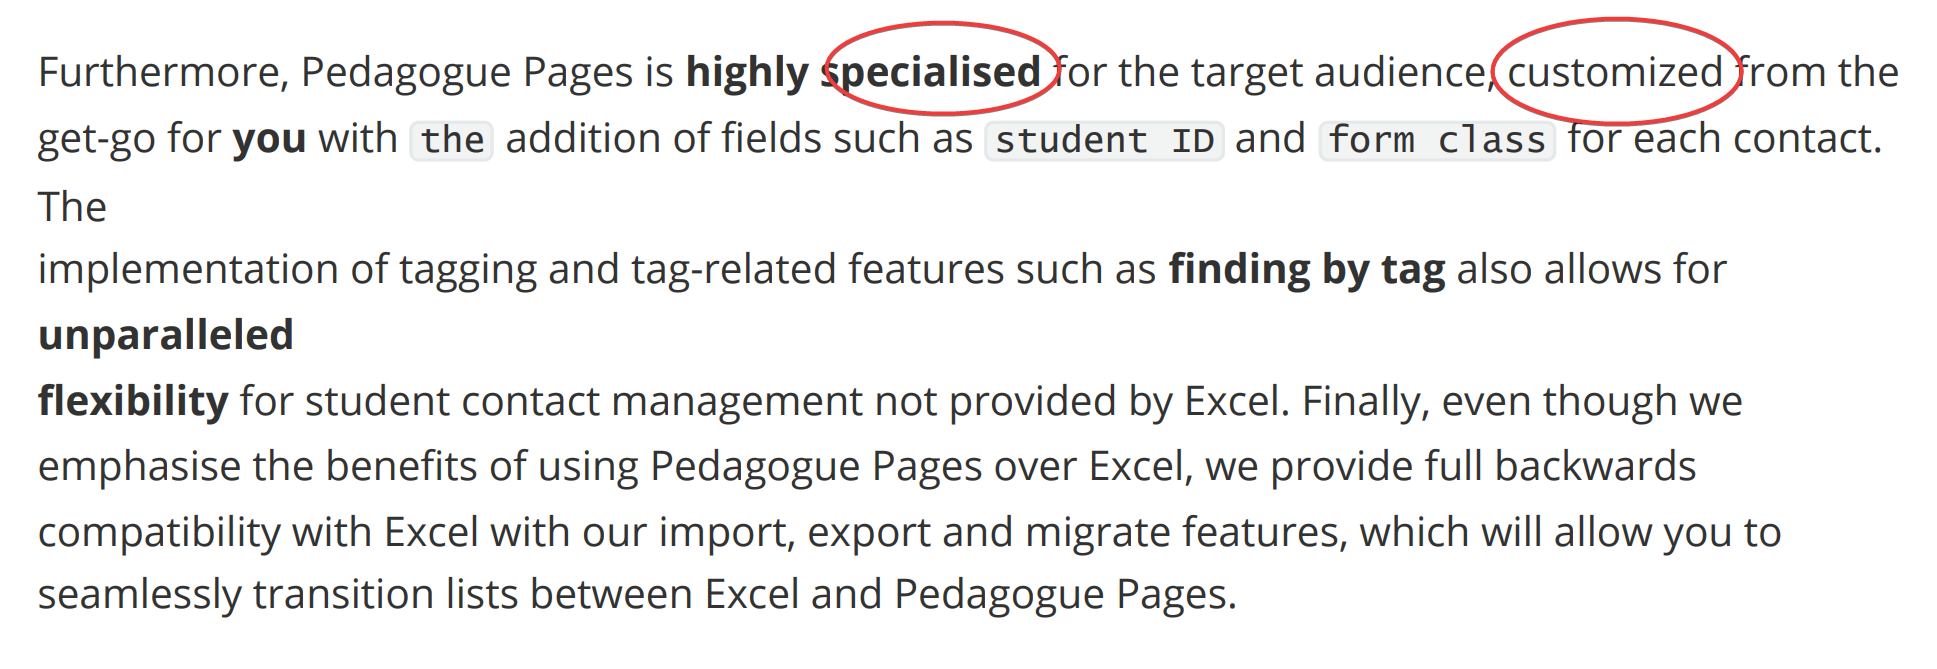 Furthermore, Pedagogue Pages is highly specialised for the target audience, customized from the
get-go for you with the addition of fields such as student ID and form class for each contact.
The
implementation of tagging and tag-related features such as finding by tag also allows for
unparalleled
flexibility for student contact management not provided by Excel. Finally, even though we
emphasise the benefits of using Pedagogue Pages over Excel, we provide full backwards
compatibility with Excel with our import, export and migrate features, which will allow you to
seamlessly transition lists between Excel and Pedagogue Pages.